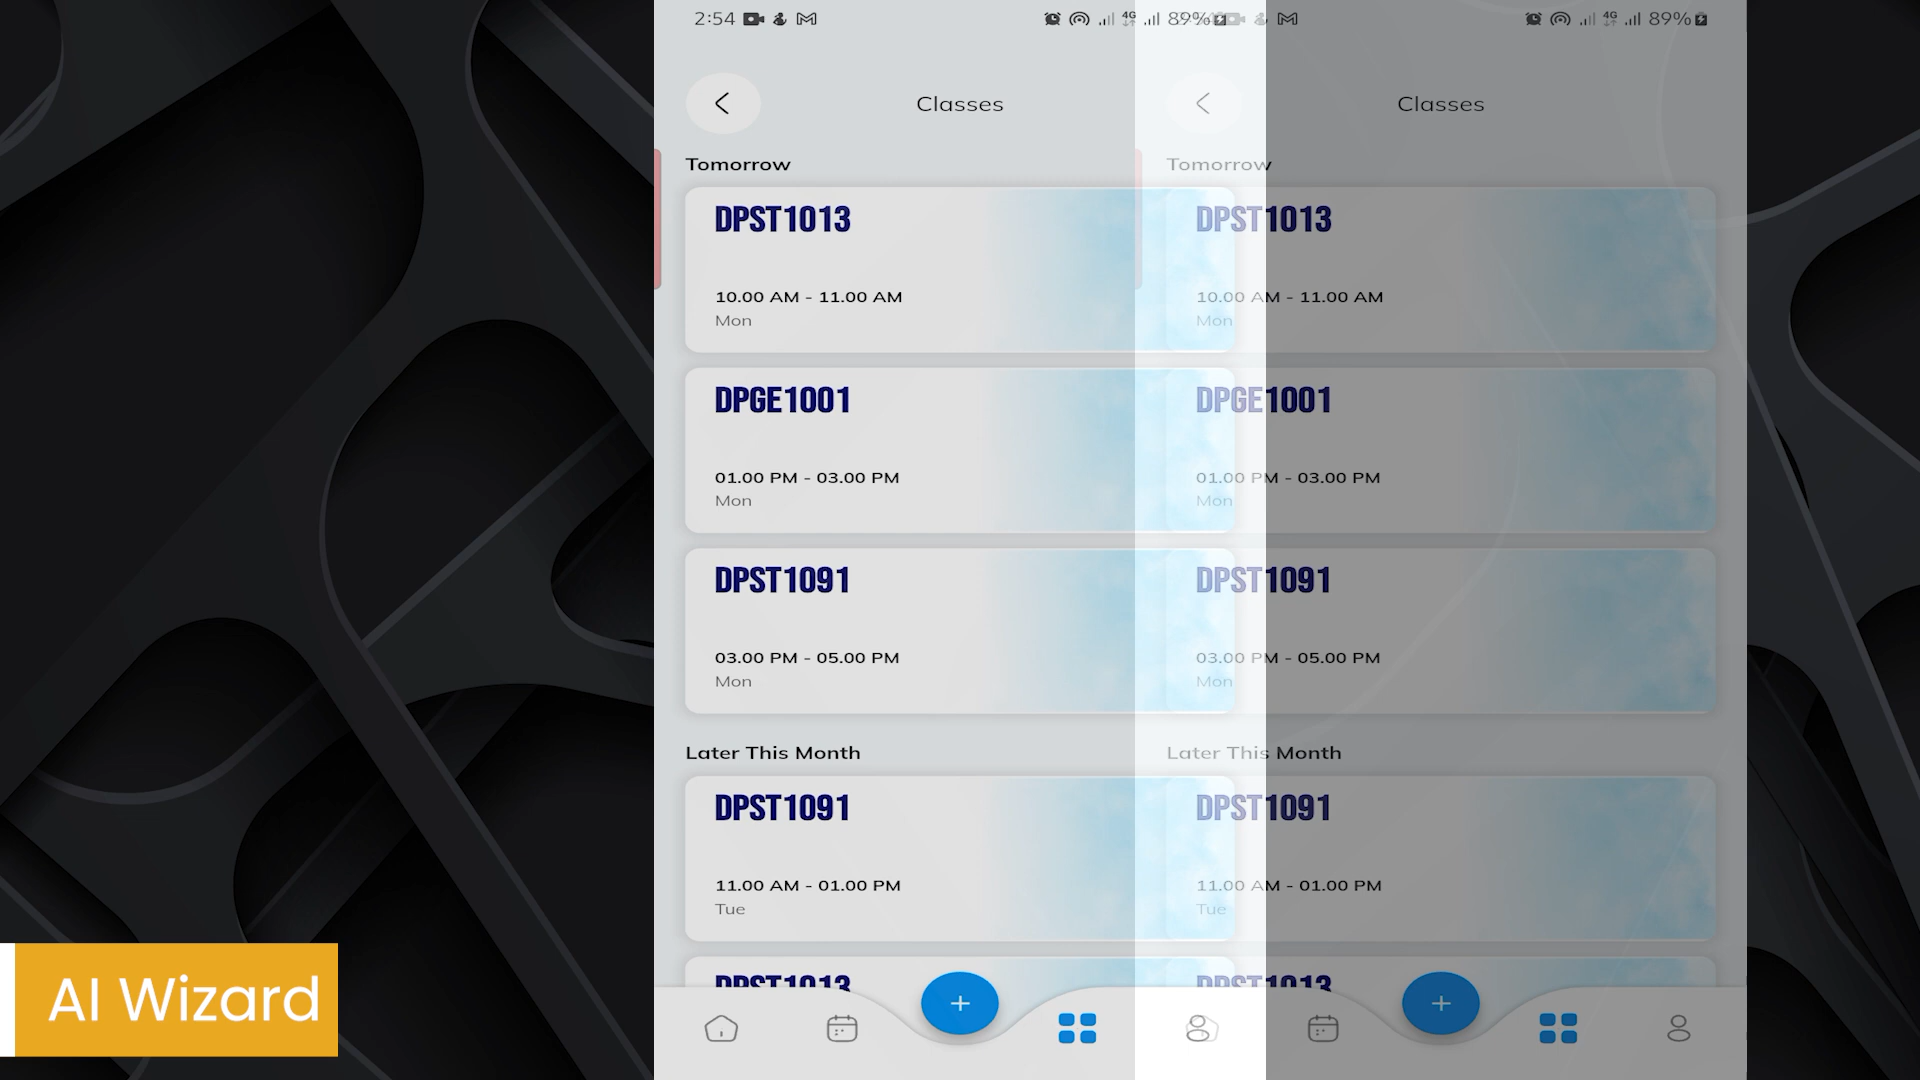 2:54 4G 89% 4G 89%
Classes Classes
Tomorrow Tomorrow
DPST1013 DPST1013
10.00 AM - 11.00 AM 10.00 AM - 11.00 AM
Mon Mon
DPGE1001 DPGE1001
01.00 PM - 03.00 PM 01.00 PM - 03.00 PM
Mon Mon
DPST1091 DPST1091
03.00 PM - 05.00 PM 03.00 PM - 05.00 PM
Mon Mon
Later This Month Later This Month
DPST1091 DPST1091
11.00 AM - 01.00 PM 11.00 AM - 01.00 PM
Tue Tue
DPST1013 DPST1013
AI Wizard